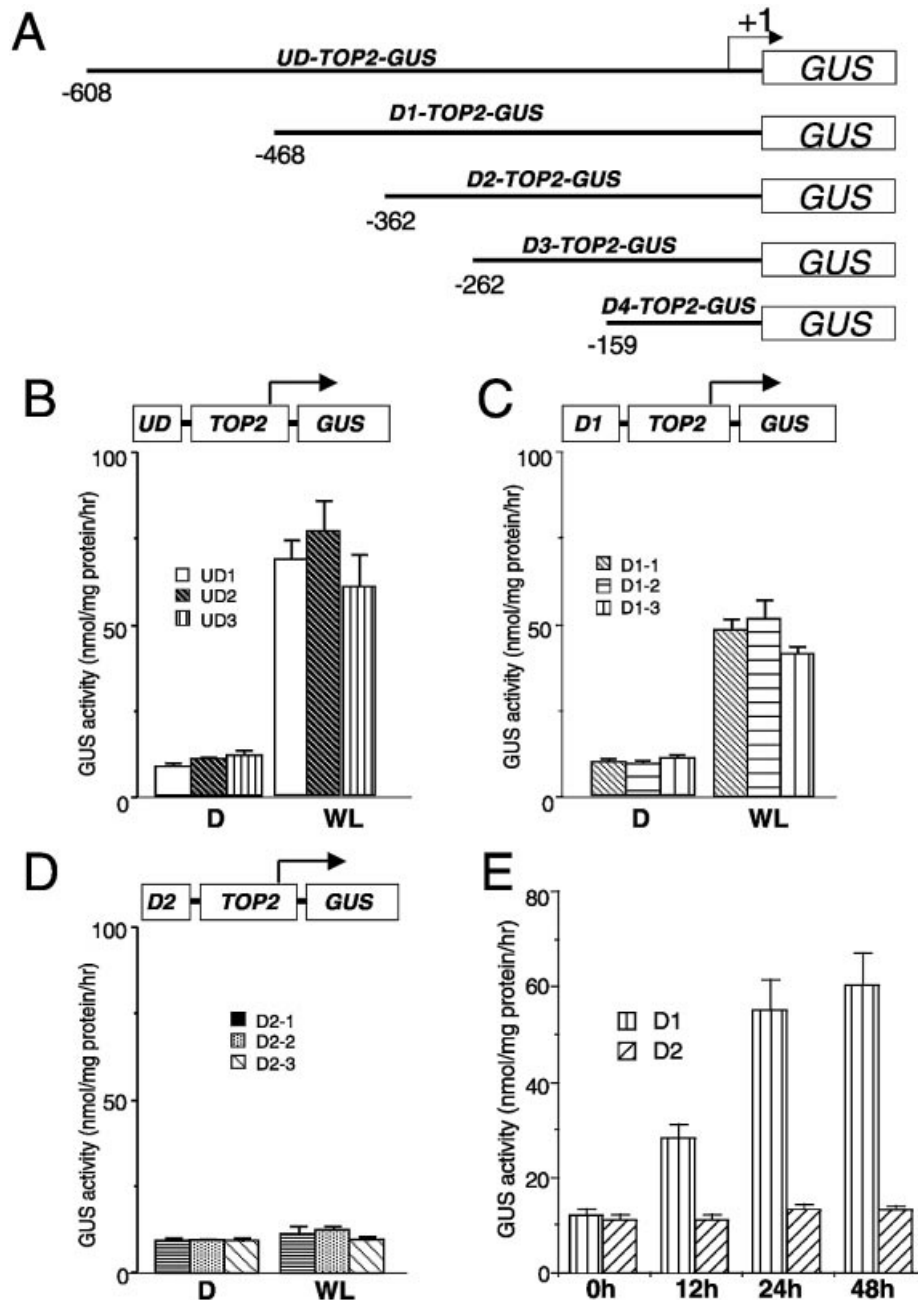 A
+1
UD-TOP2-GUS
GUS
-608
D1-TOP2-GUS
GUS
-468
D2-TOP2-GUS
GUS
-362
D3-TOP2-GUS
GUS
-262
D4-TOP2-GUS
GUS
-159
B
UD TOP2 GUS
GUS activity (nmol/mg protein/hr)
100
50
0
UD1
UD2
UD3
D WL
C
D1 TOP2 GUS
GUS activity (nmol/mg protein/hr)
100
50
0
D1-1
D1-2
D1-3
D WL
D
D2 TOP2 GUS
GUS activity (nmol/mg protein/hr)
100
50
0
D2-1
D2-2
D2-3
D WL
E
GUS activity (nmol/mg protein/hr)
80
60
40
20
0
D1
D2
0h 12h 24h 48h